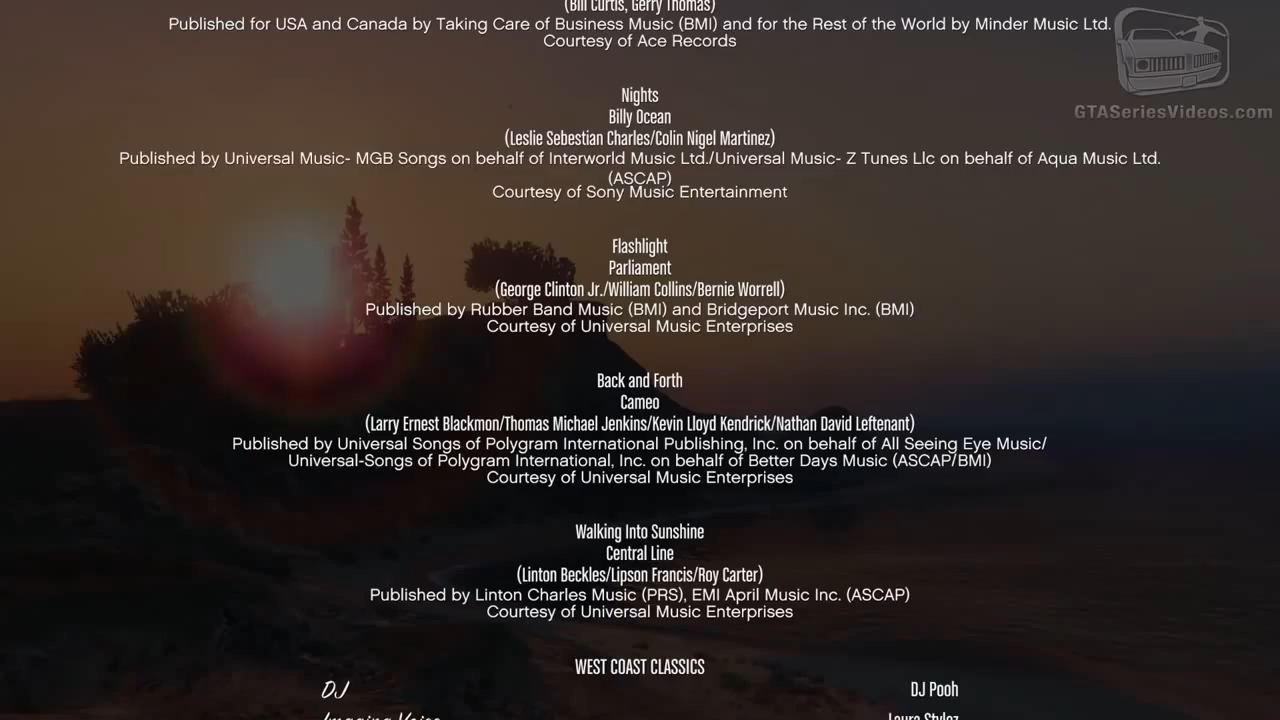 (Bill Curtis, Gerry Thomas)
Published for USA and Canada by Taking Care of Business Music (BMI) and for the Rest of the World by Minder Music Ltd.
Courtesy of Ace Records
GTASeriesVideos.com
Nights
Billy Ocean
(Leslie Sebestian Charles/Colin Nigel Martinez)
Published by Universal Music- MGB Songs on behalf of Interworld Music Ltd./Universal Music- Z Tunes Llc on behalf of Aqua Music Ltd.
(ASCAP)
Courtesy of Sony Music Entertainment
Flashlight
Parliament
(George Clinton Jr./William Collins/Bernie Worrell)
Published by Rubber Band Music (BMI) and Bridgeport Music Inc. (BMI)
Courtesy of Universal Music Enterprises
Back and Forth
Cameo
(Larry Ernest Blackmon/Thomas Michael Jenkins/Kevin Lloyd Kendrick/Nathan David Leftenant)
Published by Universal Songs of Polygram International Publishing, Inc. on behalf of All Seeing Eye Music/
Universal-Songs of Polygram International, Inc. on behalf of Better Days Music (ASCAP/BMI)
Courtesy of Universal Music Enterprises
Walking Into Sunshine
Central Line
(Linton Beckles/Lipson Francis/Roy Carter)
Published by Linton Charles Music (PRS), EMI April Music Inc. (ASCAP)
Courtesy of Universal Music Enterprises
WEST COAST CLASSICS
DJ DJ Pooh
Imaging Voice Laura Stylez